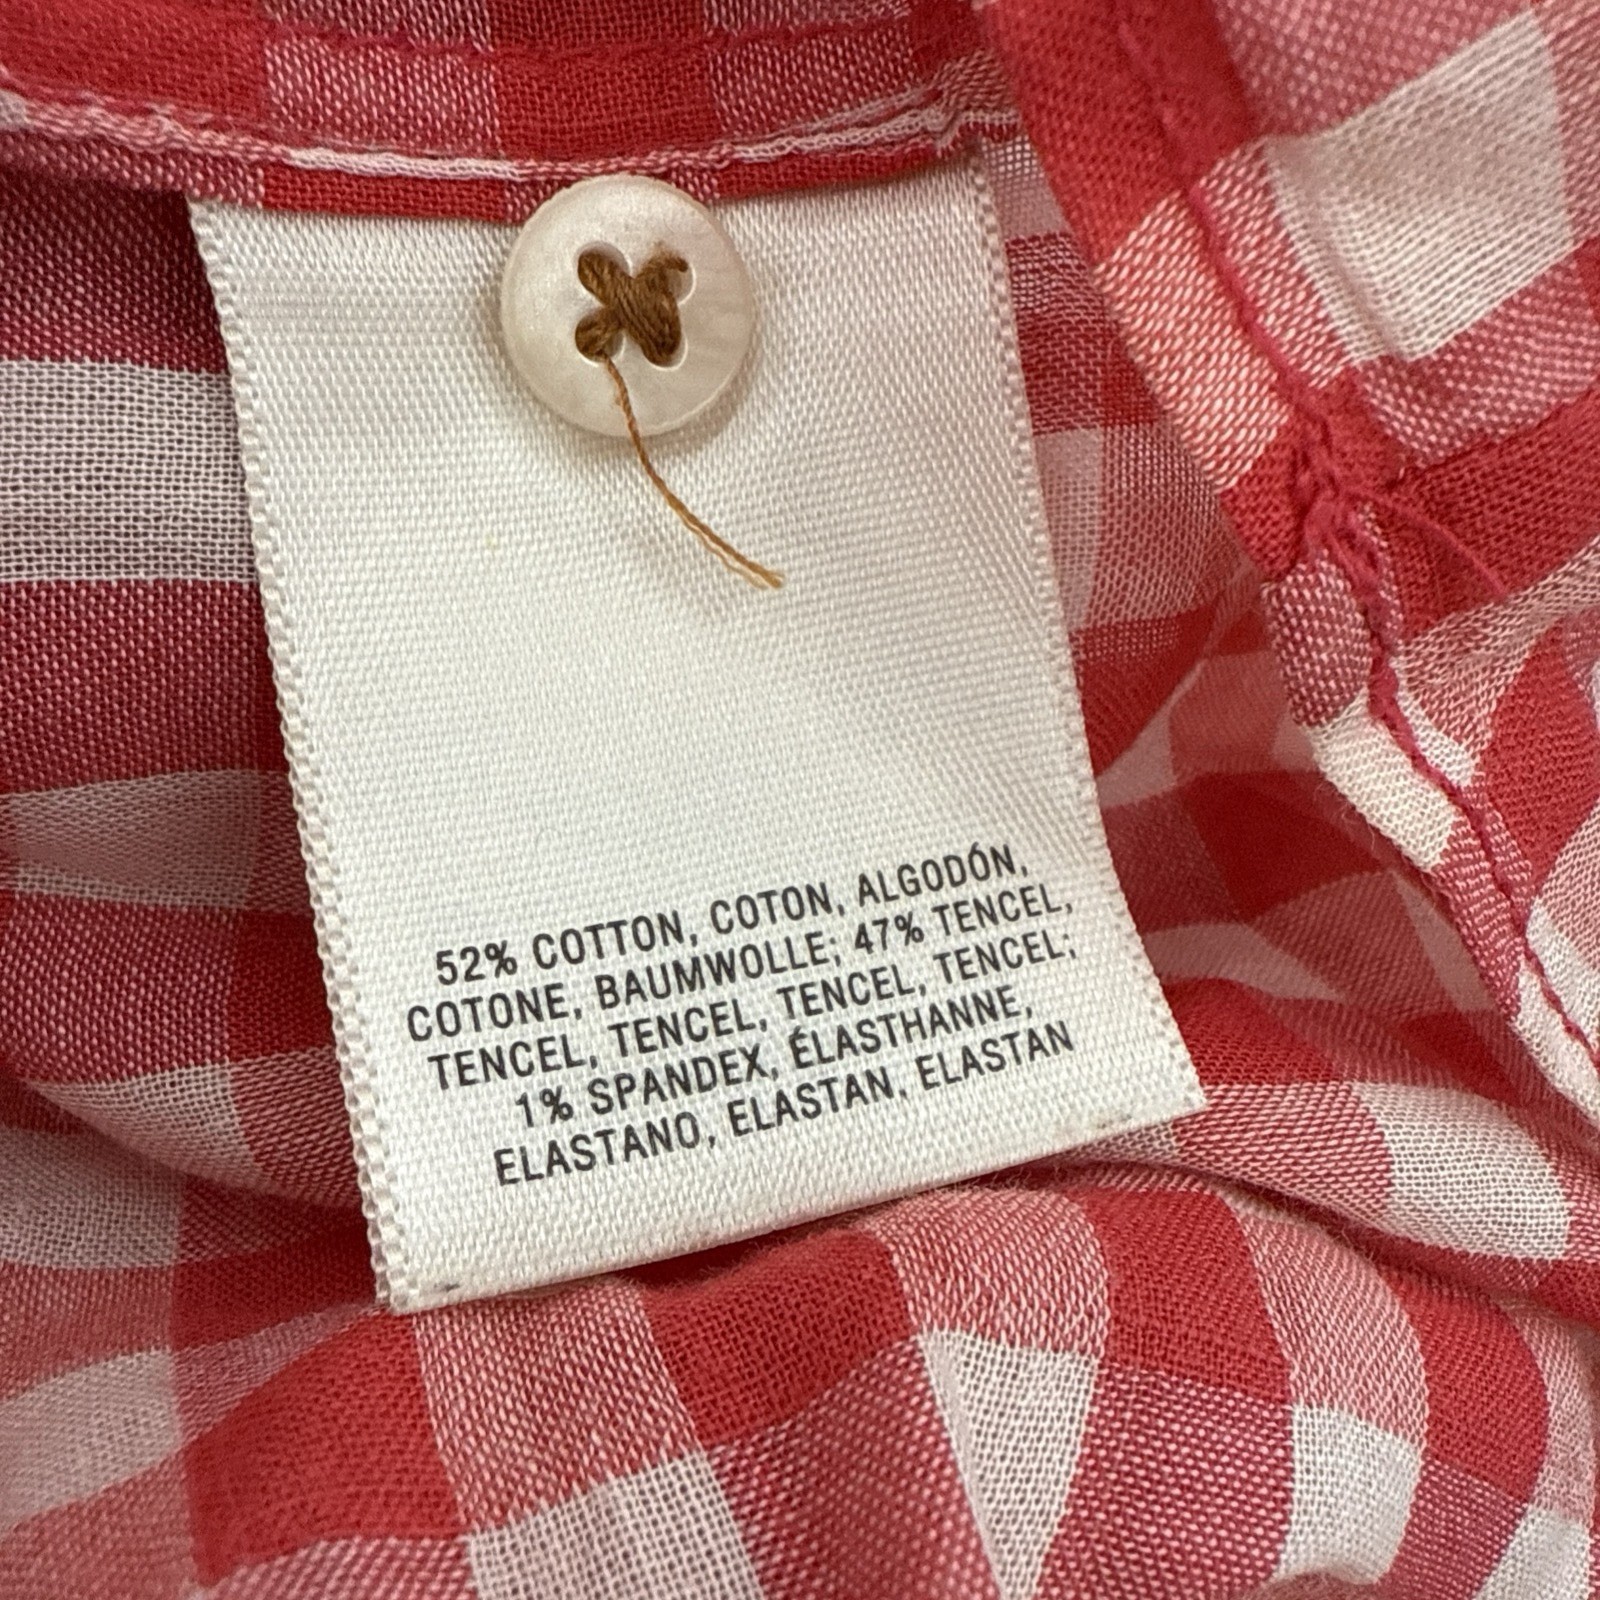 52% COTTON, COTON, ALGODÓN,
COTONE, BAUMWOLLE; 47% TENCEL,
TENCEL, TENCEL, TENCEL, TENCEL;
1% SPANDEX, ÉLASTHANNE,
ELASTANO, ELASTAN, ELASTAN